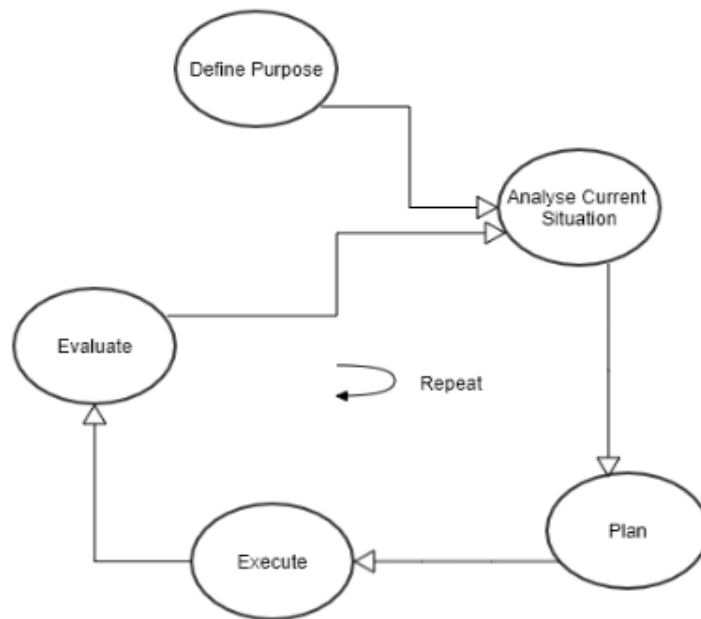 Define Purpose
Analyse Current
Situation
Evaluate
Repeat
Plan
Execute